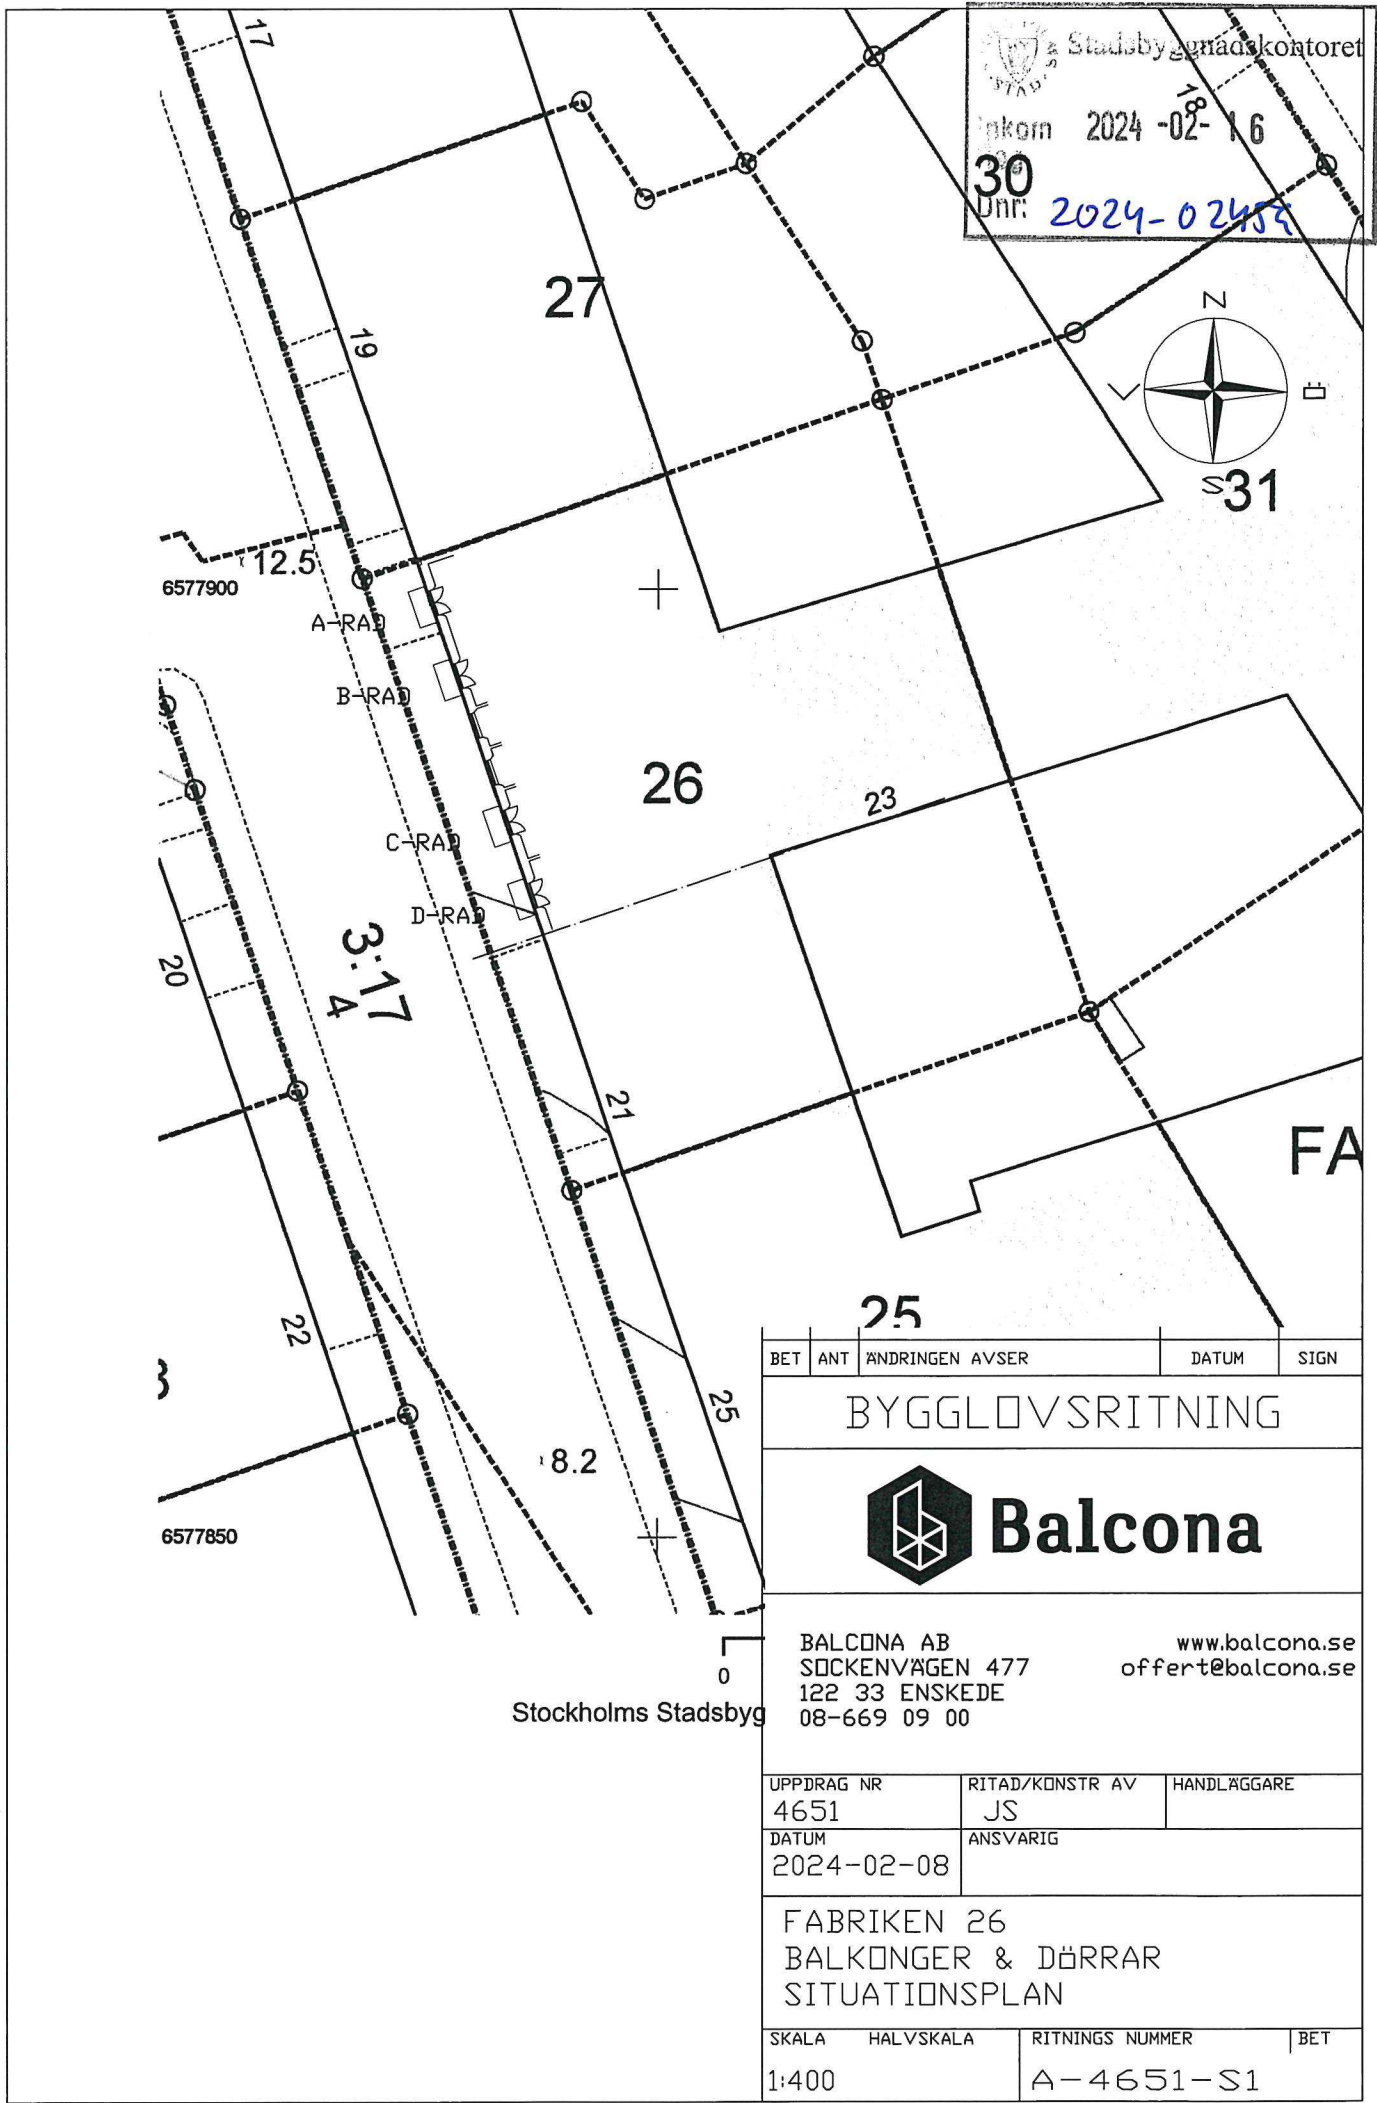 17
Stadsbyggnadskontoret
18
Inkom 2024 -02- 16
30
Dnr:
27
N
19
V
Ö
S
31
12.5
6577900
A-RAD
B-RAD
26
23
C-RAD
D-RAD
3:17
4
20
21
FA
25
22
3
25
8.2
6577850
0
Stockholms Stadsbyg
BET ANT ÄNDRINGEN AVSER DATUM SIGN
BYGGLOVSRITNING
Balcona
BALCONA AB www.balcona.se
SOCKENVÄGEN 477 offert@balcona.se
122 33 ENSKEDE
08-669 09 00
UPPDRAG NR RITAD/KONSTR AV HANDLÄGGARE
4651 JS
DATUM ANSVARIG
2024-02-08
FABRIKEN 26
BALKONGER & DÖRRAR
SITUATIONSPLAN
SKALA HALVSKALA RITNINGS NUMMER BET
1:400 A-4651-S1